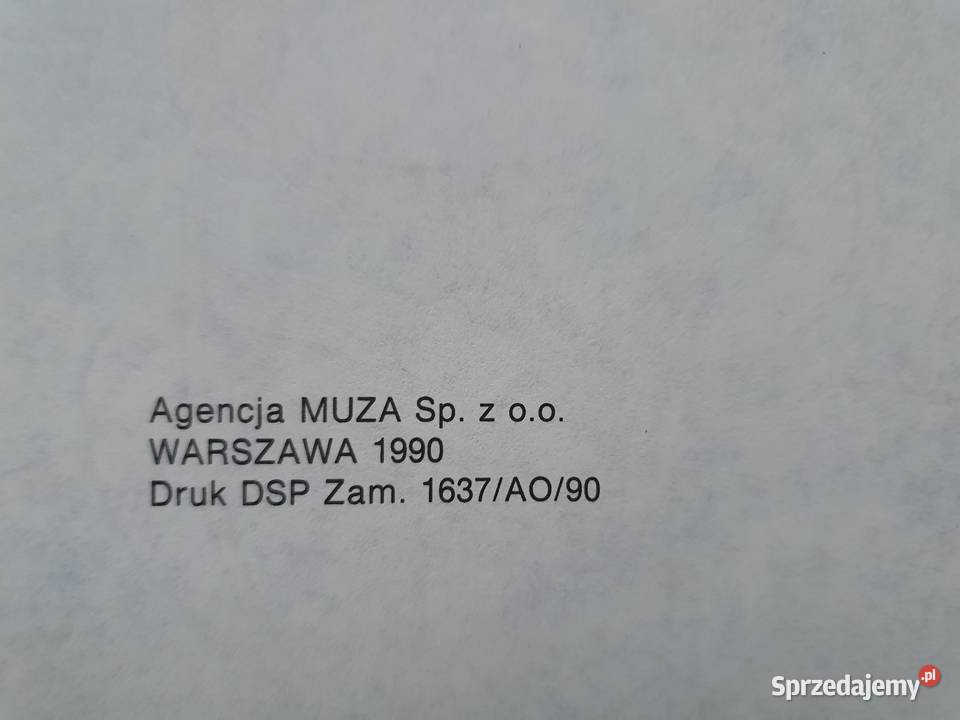 Agencja MUZA Sp. z o.o.
WARSZAWA 1990
Druk DSP Zam. 1637/AO/90
Sprzedajemy.pl